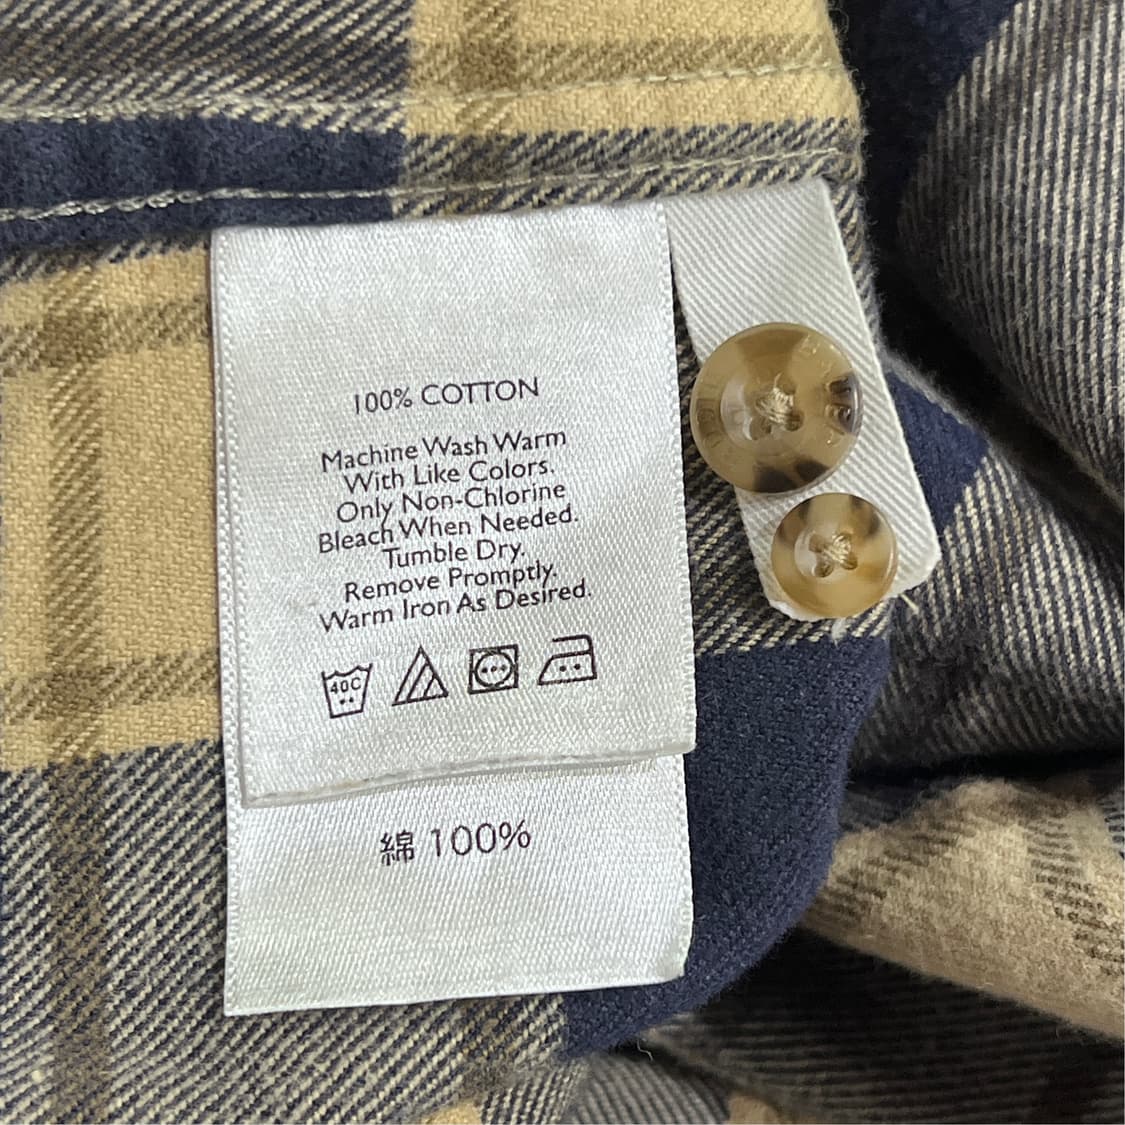 100% COTTON
Machine Wash Warm
With Like Colors.
Only Non-Chlorine
Bleach When Needed.
Tumble Dry.
Remove Promptly.
Warm Iron As Desired.
40C
綿 100%